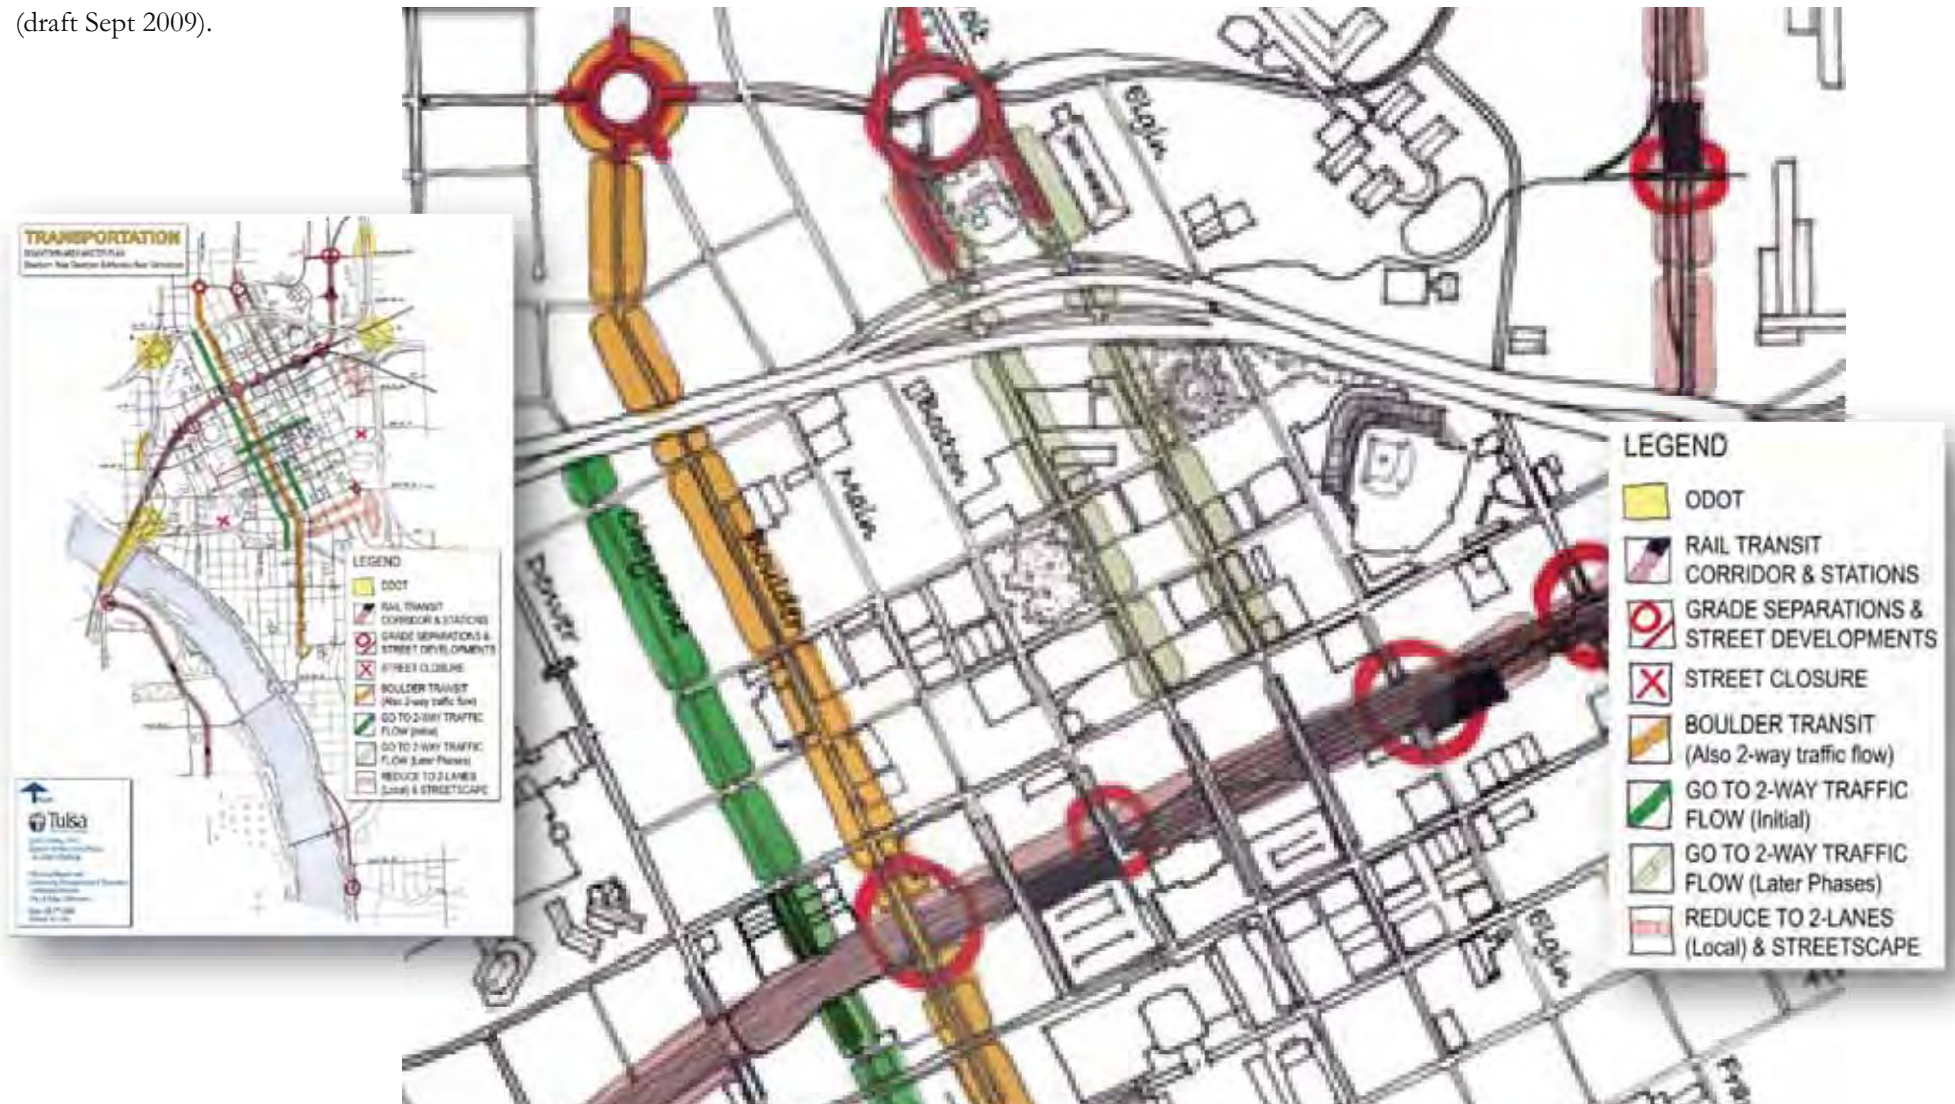 (draft Sept 2009).
TRANSPORTATION
LEGEND
ODOT
RAIL TRANSIT
CORRIDOR & STATIONS
GRADE SEPARATIONS &
STREET DEVELOPMENTS
STREET CLOSURE
BOULDER TRANSIT
(Also 2-way traffic flow)
GO TO 2-WAY TRAFFIC
FLOW (Initial)
GO TO 2-WAY TRAFFIC
FLOW (Later Phases)
REDUCE TO 2-LANES
(Local) & STREETSCAPE
Tulsa
Elgin
Main
Boston
Cheyenne
Boulder
Denver
Elgin
LEGEND
ODOT
RAIL TRANSIT
CORRIDOR & STATIONS
GRADE SEPARATIONS &
STREET DEVELOPMENTS
STREET CLOSURE
BOULDER TRANSIT
(Also 2-way traffic flow)
GO TO 2-WAY TRAFFIC
FLOW (Initial)
GO TO 2-WAY TRAFFIC
FLOW (Later Phases)
REDUCE TO 2-LANES
(Local) & STREETSCAPE